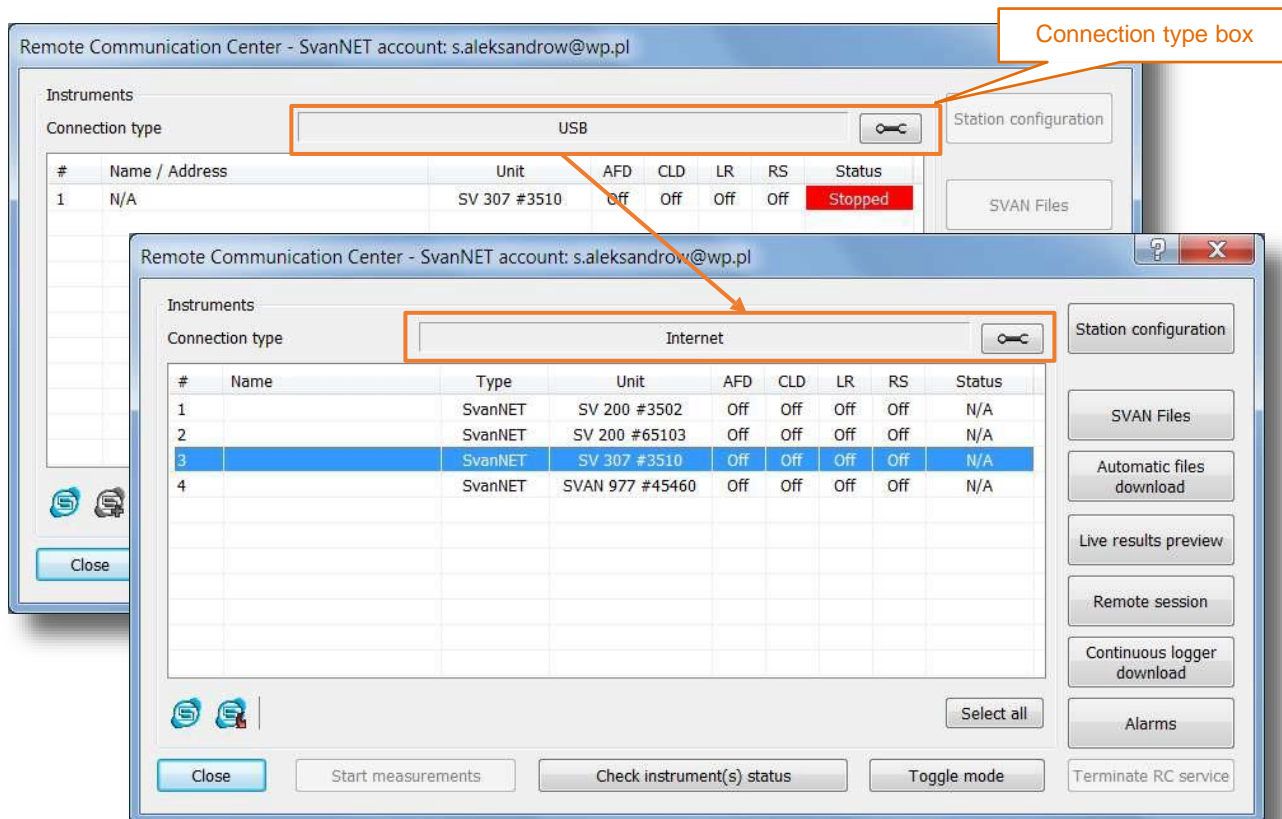 Connection type box
Remote Communication Center - SvanNET account: s.aleksandrow@wp.pl
Instruments
Connection type USB
Station configuration
# Name / Address Unit AFD CLD LR RS Status
1 N/A SV 307 #3510 Off Off Off Off Stopped
SVAN Files
Close
Remote Communication Center - SvanNET account: s.aleksandrow@wp.pl
Instruments
Connection type Internet
Station configuration
# Name Type Unit AFD CLD LR RS Status
1 SvanNET SV 200 #3502 Off Off Off Off N/A
2 SvanNET SV 200 #65103 Off Off Off Off N/A
3 SvanNET SV 307 #3510 Off Off Off Off N/A
4 SvanNET SVAN 977 #45460 Off Off Off Off N/A
SVAN Files
Automatic files
download
Live results preview
Remote session
Continuous logger
download
Select all
Alarms
Close Start measurements Check instrument(s) status Toggle mode Terminate RC service